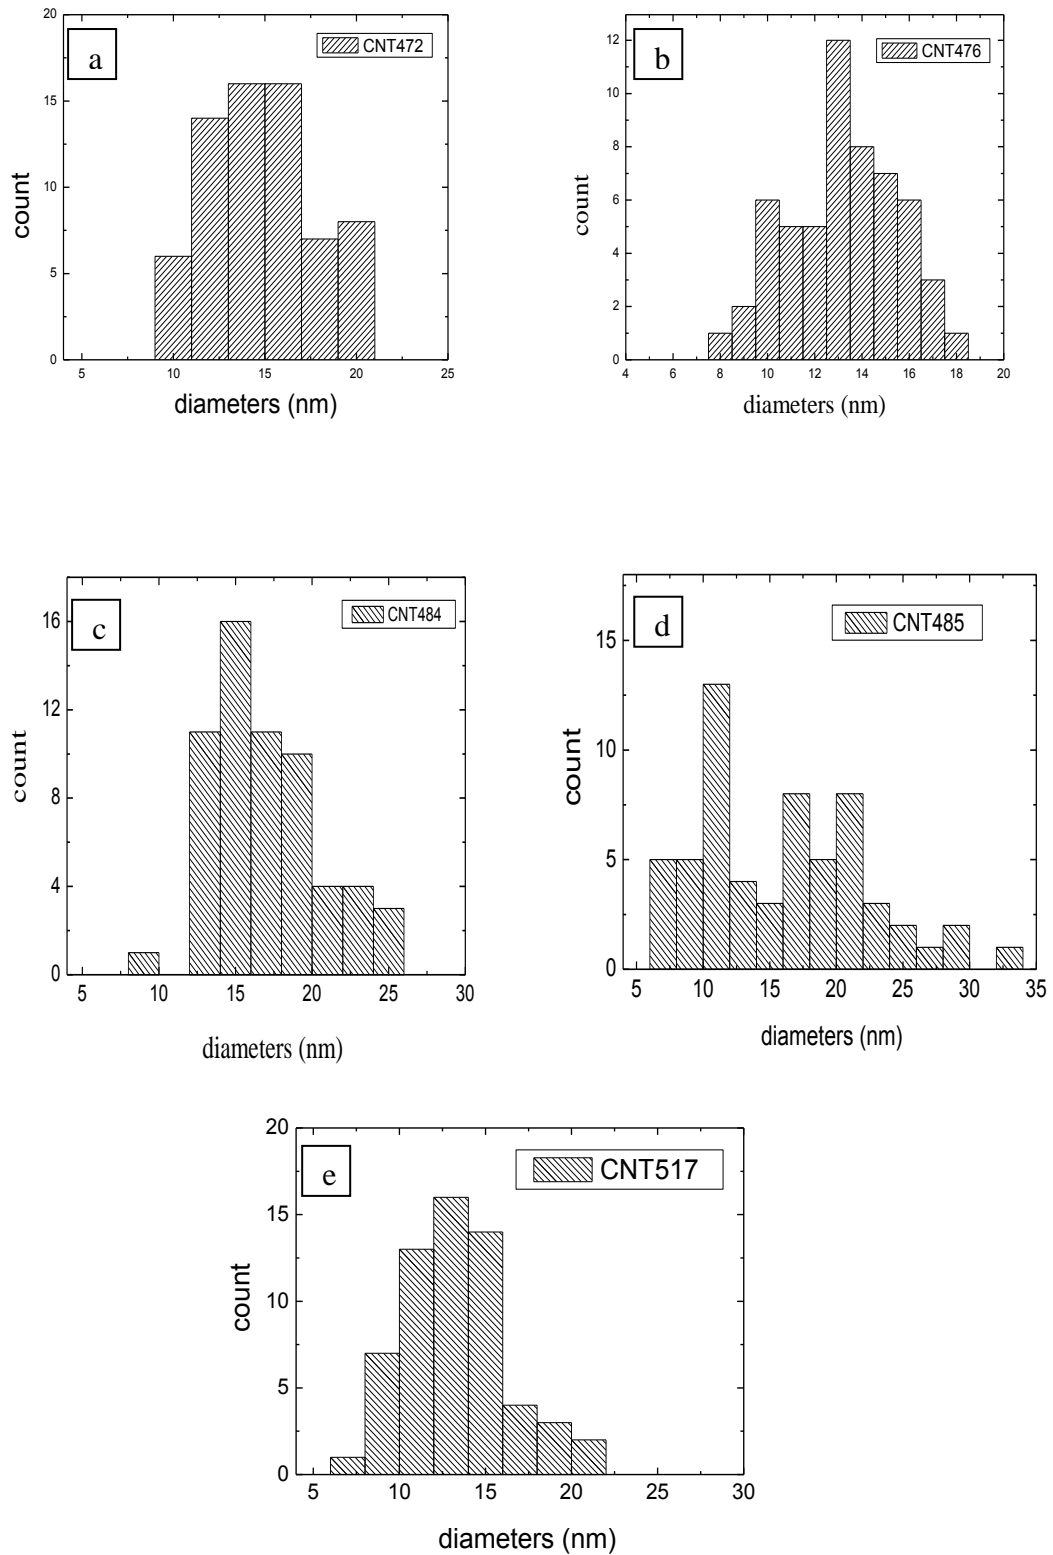 a
CNT472
20
15
10
5
0
count
5 10 15 20 25
diameters (nm)
b
CNT476
12
10
8
6
4
2
0
count
4 6 8 10 12 14 16 18 20
diameters (nm)
c
CNT484
16
12
8
4
0
count
5 10 15 20 25 30
diameters (nm)
d
CNT485
15
10
5
0
count
5 10 15 20 25 30 35
diameters (nm)
e
CNT517
20
15
10
5
0
count
5 10 15 20 25 30
diameters (nm)